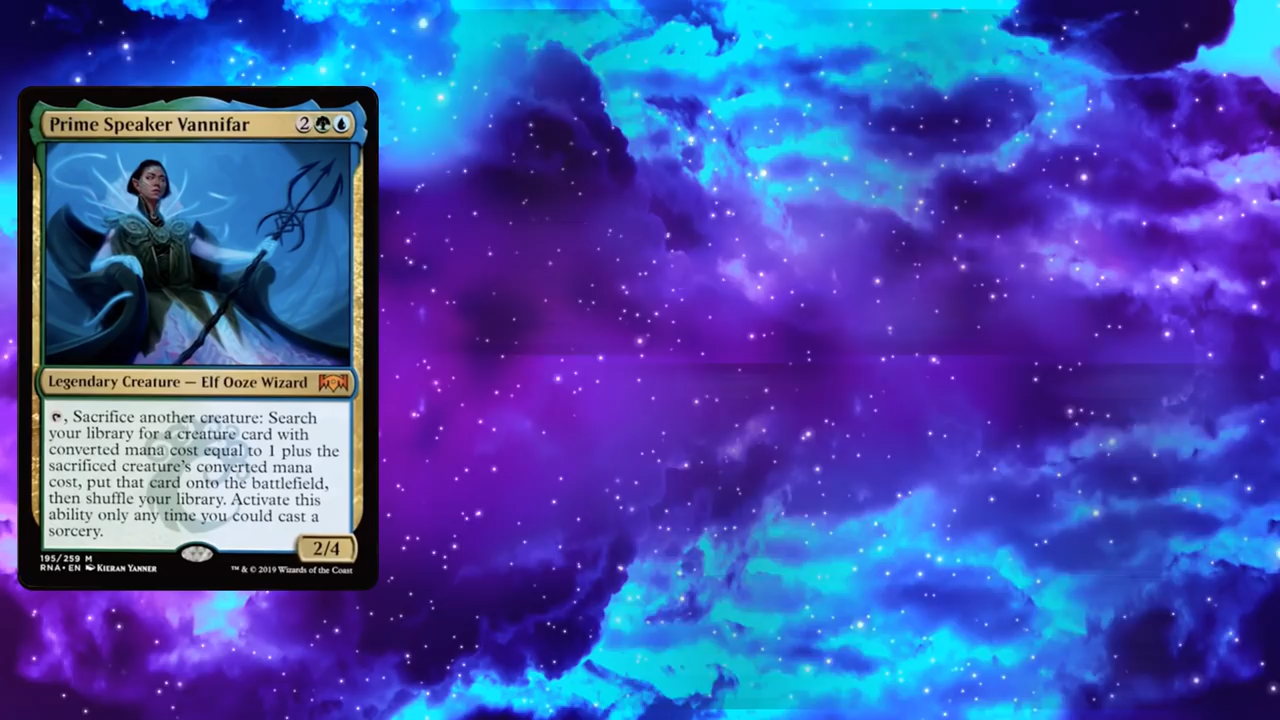 Prime Speaker Vannifar 2
Legendary Creature — Elf Ooze Wizard
, Sacrifice another creature: Search
your library for a creature card with
converted mana cost equal to 1 plus the
sacrificed creature's converted mana
cost, put that card onto the battlefield,
then shuffle your library. Activate this
ability only any time you could cast a
sorcery.
2/4
195/259 M
RNA • EN Kieran Yanner
™ & © 2019 Wizards of the Coast